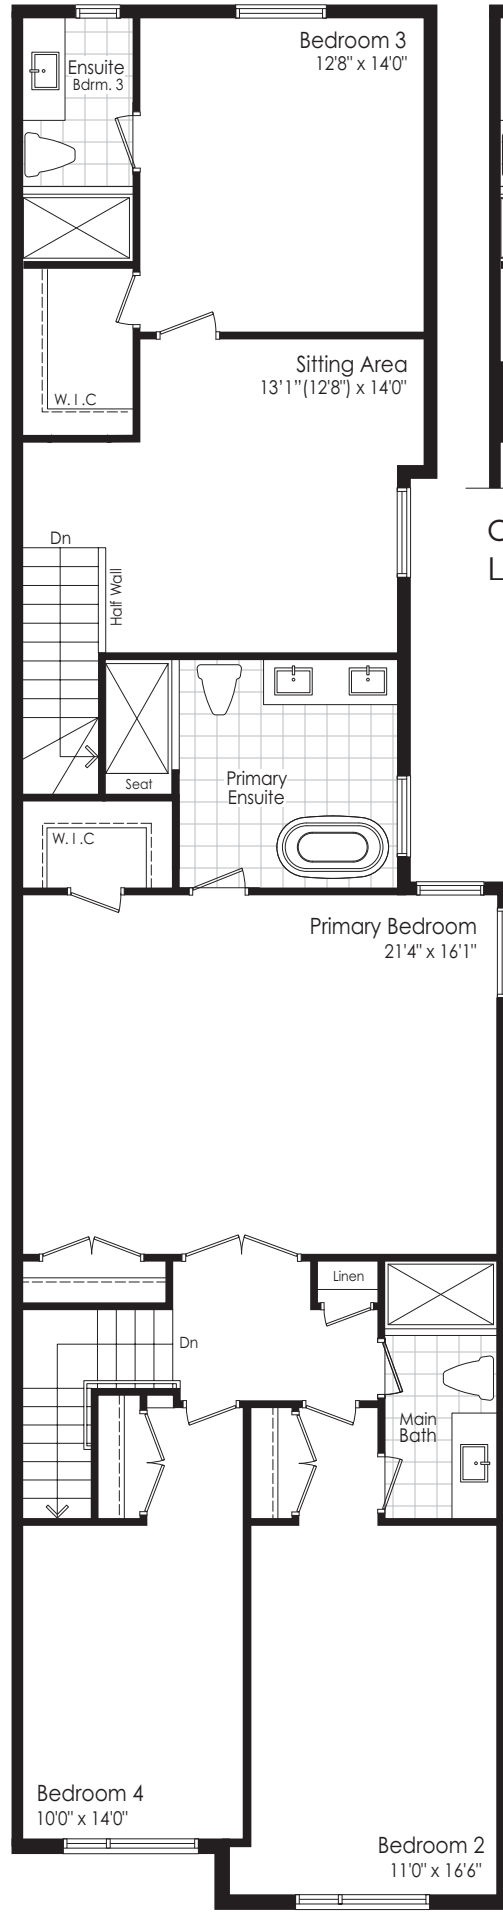 Bedroom 3
12'8" x 14'0"
Ensuite
Bdrm. 3
W.I.C
Sitting Area
13'1"(12'8") x 14'0"
Dn
Half Wall
Seat
Primary
Ensuite
W.I.C
Primary Bedroom
21'4" x 16'1"
Linen
Dn
Main
Bath
Bedroom 4
10'0" x 14'0"
Bedroom 2
11'0" x 16'6"